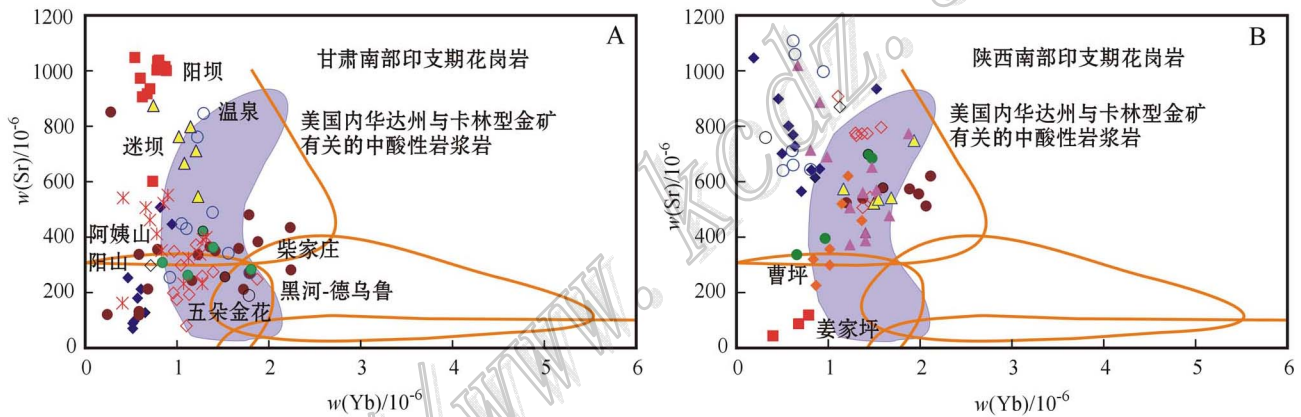 1200
1000
800
600
400
200
0
w(Sr)/10-6
A
甘肃南部印支期花岗岩
阳坝
温泉
美国内华达州与卡林型金矿
有关的中酸性岩浆岩
迷坝
阿姨山
阳山
柴家庄
黑河-德乌鲁
五朵金花
0 1 2 3 4 5 6
w(Yb)/10-6
1200
1000
800
600
400
200
0
w(Sr)/10-6
B
陕西南部印支期花岗岩
美国内华达州与卡林型金矿
有关的中酸性岩浆岩
曹坪
姜家坪
0 1 2 3 4 5 6
w(Yb)/10-6
www.kcdz.